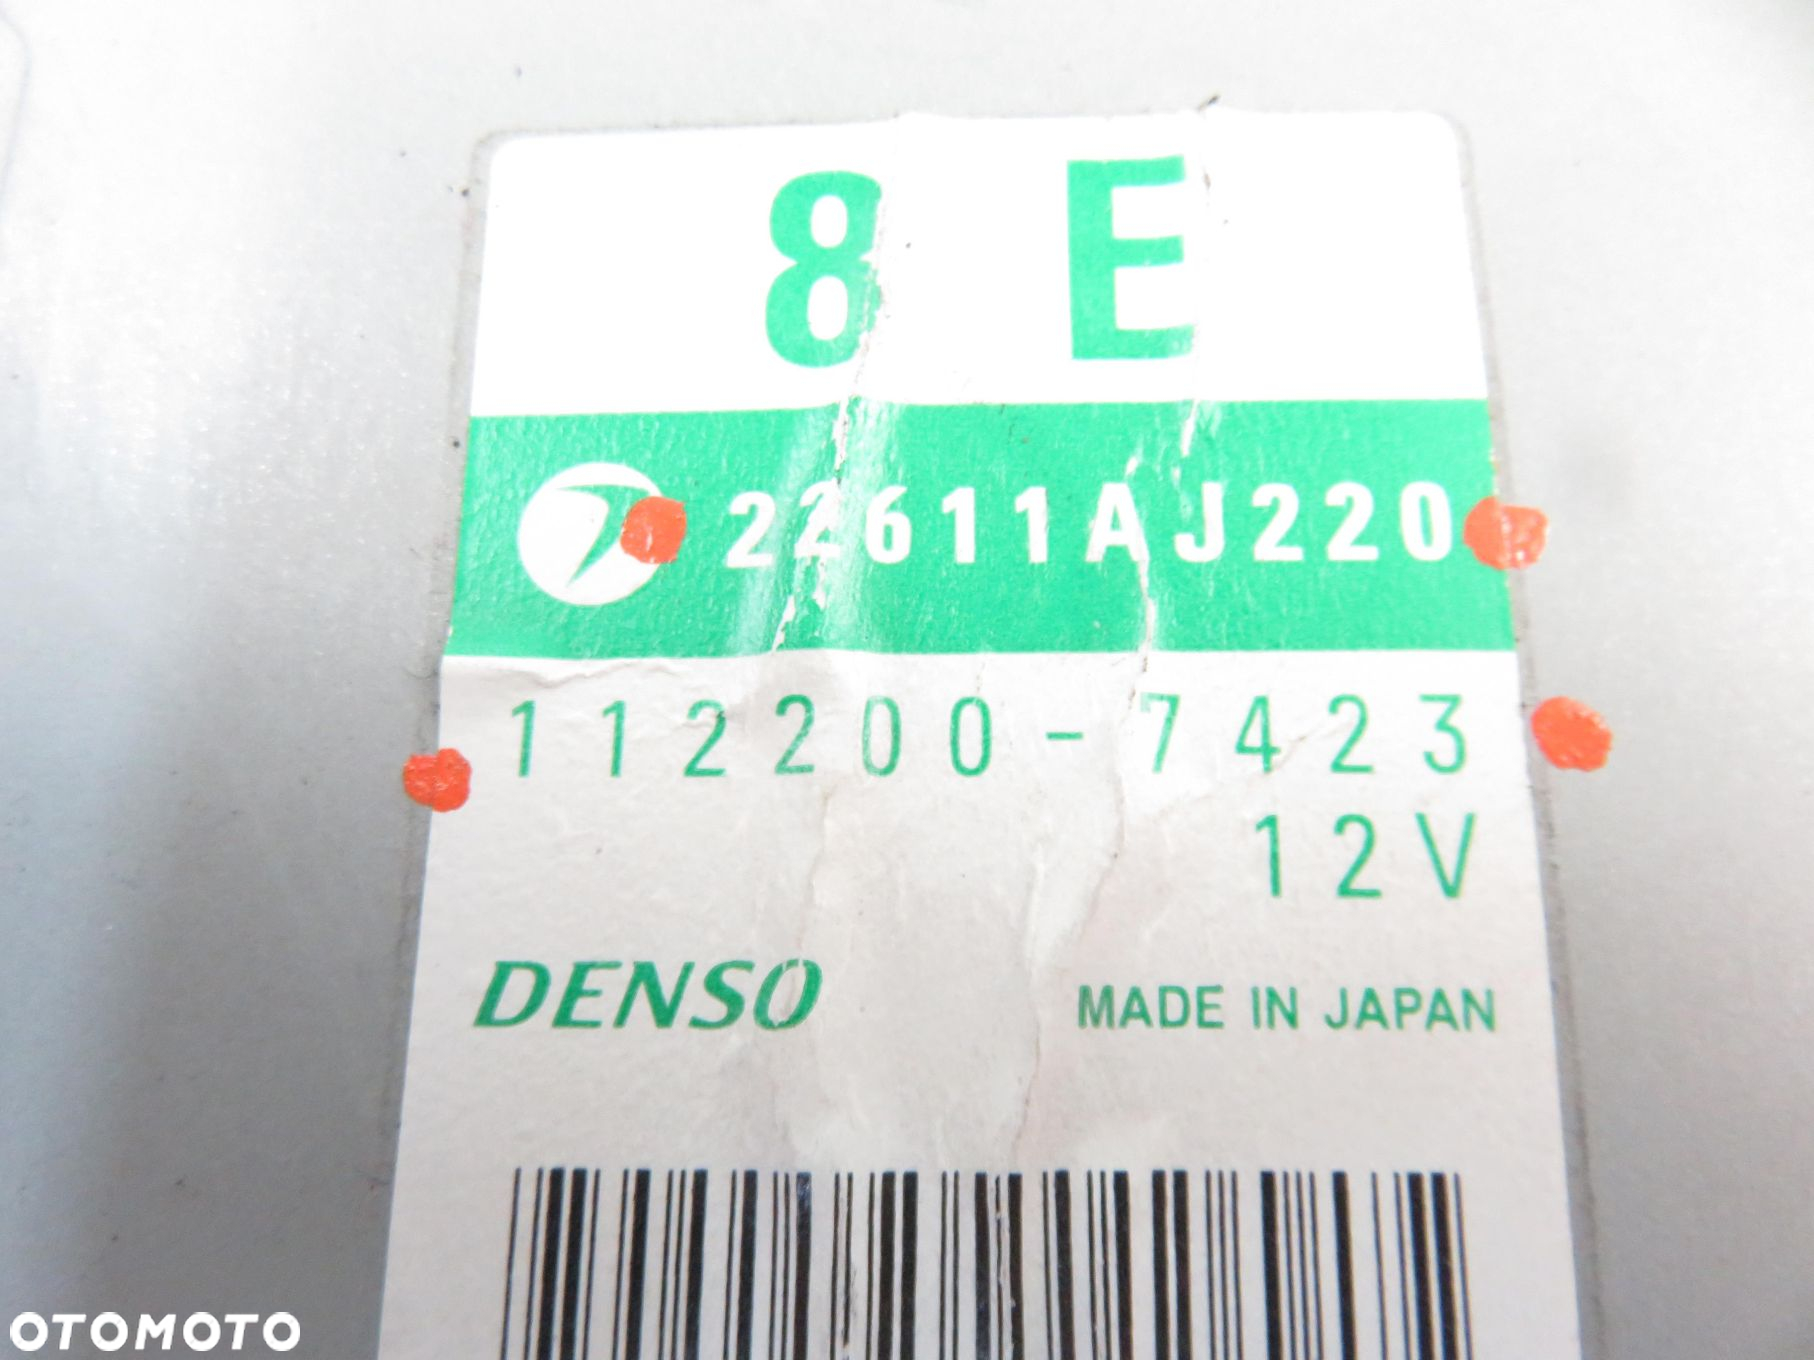 8 E
22611AJ220
112200-7423
12V
DENSO
MADE IN JAPAN
OTOMOTO